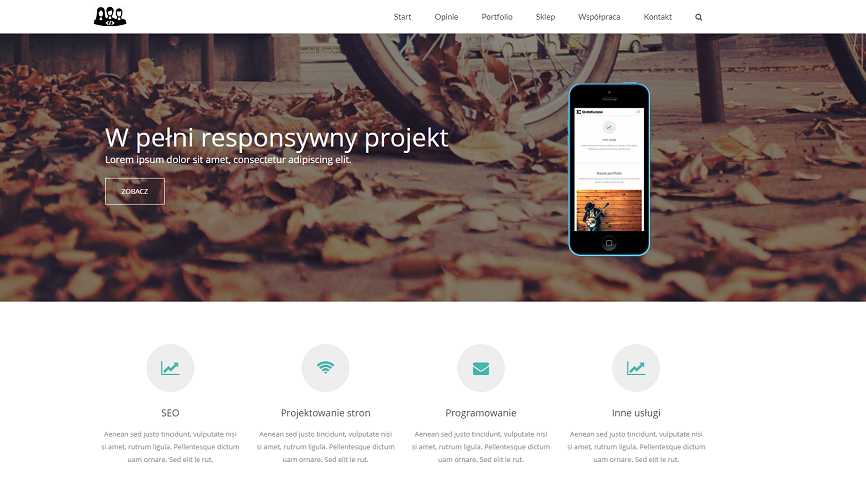 Start Opinie Portfolio Sklep Współpraca Kontakt
W pełni responsywny projekt
Lorem ipsum dolor sit amet, consectetur adipiscing elit.
ZOBACZ
Inne usługi
Nasze portfolio
SEO
Aenean sed justo tincidunt, vulputate nisi
si amet, rutrum ligula. Pellentesque dictum
uam ornare. Sed elit le rut.
Projektowanie stron
Aenean sed justo tincidunt, vulputate nisi
si amet, rutrum ligula. Pellentesque dictum
uam ornare. Sed elit le rut.
Programowanie
Aenean sed justo tincidunt, vulputate nisi
si amet, rutrum ligula. Pellentesque dictum
uam ornare. Sed elit le rut.
Inne usługi
Aenean sed justo tincidunt, vulputate nisi
si amet, rutrum ligula. Pellentesque dictum
uam ornare. Sed elit le rut.